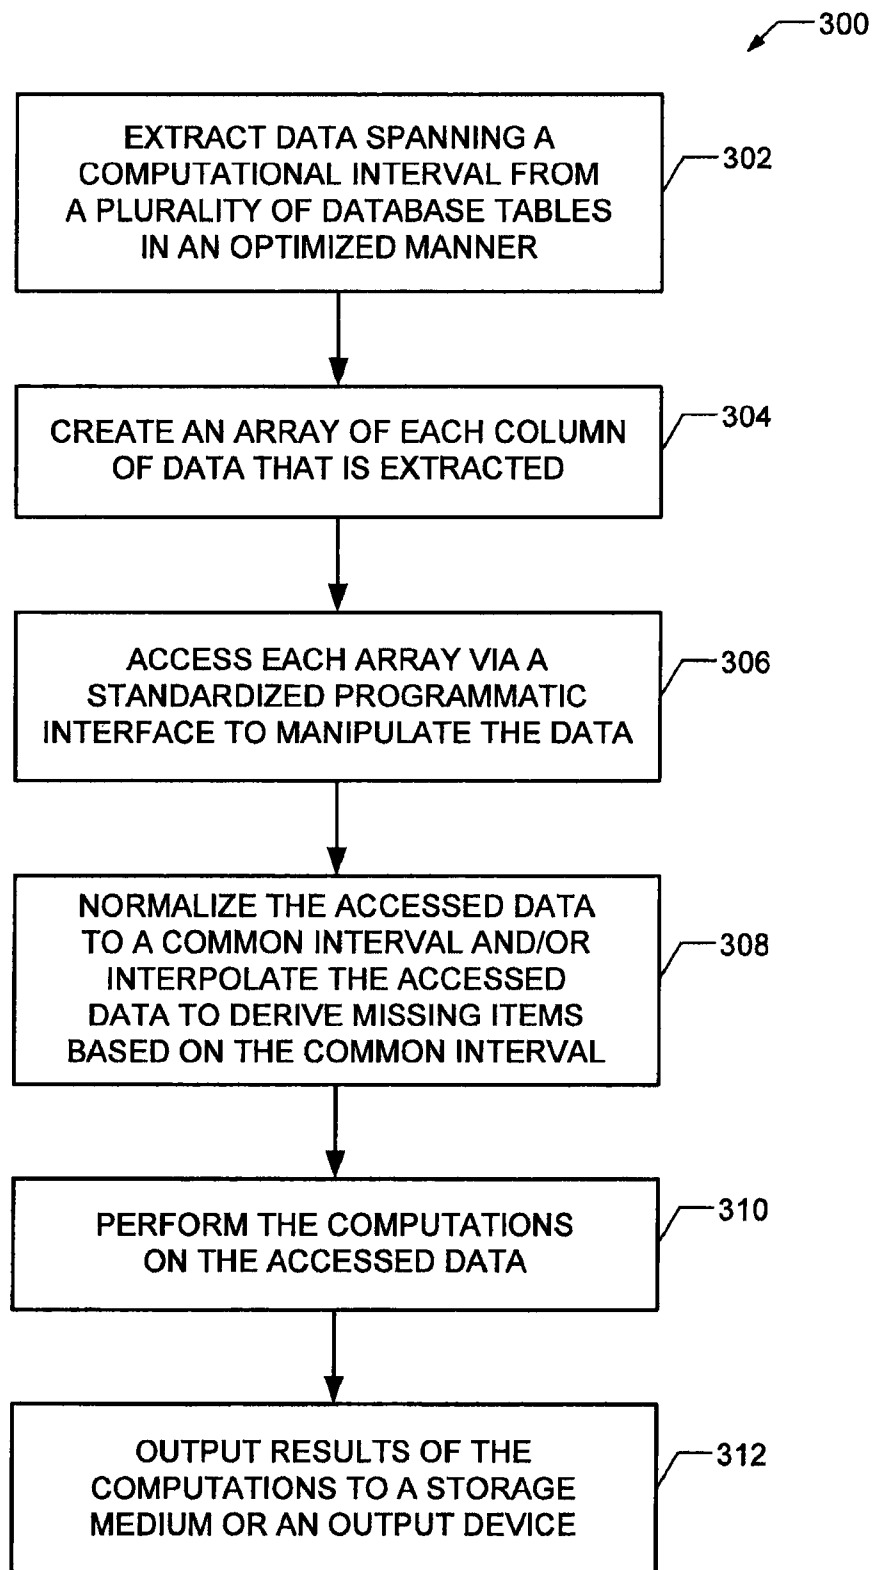 300
EXTRACT DATA SPANNING A
COMPUTATIONAL INTERVAL FROM
A PLURALITY OF DATABASE TABLES
IN AN OPTIMIZED MANNER
302
CREATE AN ARRAY OF EACH COLUMN
OF DATA THAT IS EXTRACTED
304
ACCESS EACH ARRAY VIA A
STANDARDIZED PROGRAMMATIC
INTERFACE TO MANIPULATE THE DATA
306
NORMALIZE THE ACCESSED DATA
TO A COMMON INTERVAL AND/OR
INTERPOLATE THE ACCESSED
DATA TO DERIVE MISSING ITEMS
BASED ON THE COMMON INTERVAL
308
PERFORM THE COMPUTATIONS
ON THE ACCESSED DATA
310
OUTPUT RESULTS OF THE
COMPUTATIONS TO A STORAGE
MEDIUM OR AN OUTPUT DEVICE
312